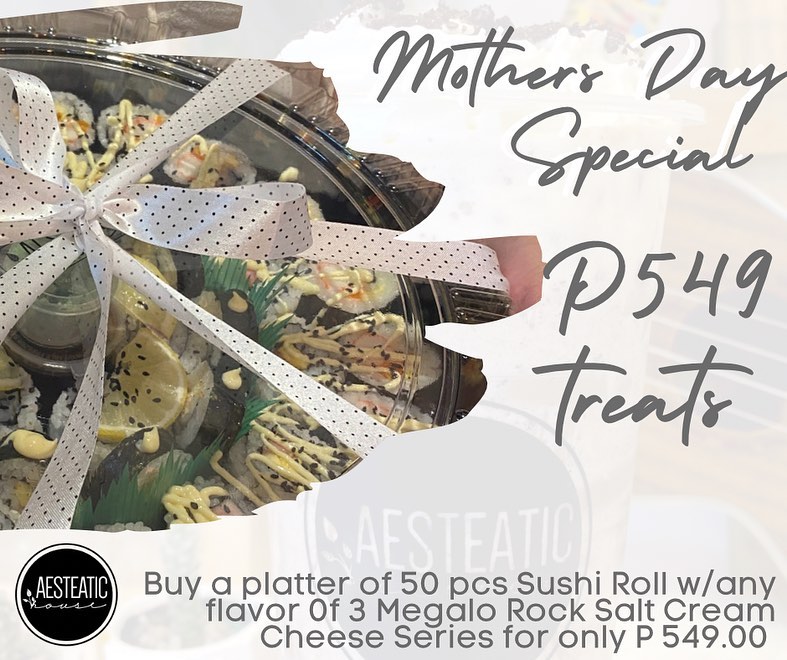 Mothers Day
Special
P549
treats
AESTEATIC
AESTEATIC
house
Buy a platter of 50 pcs Sushi Roll w/any
flavor 0f 3 Megalo Rock Salt Cream
Cheese Series for only P 549.00